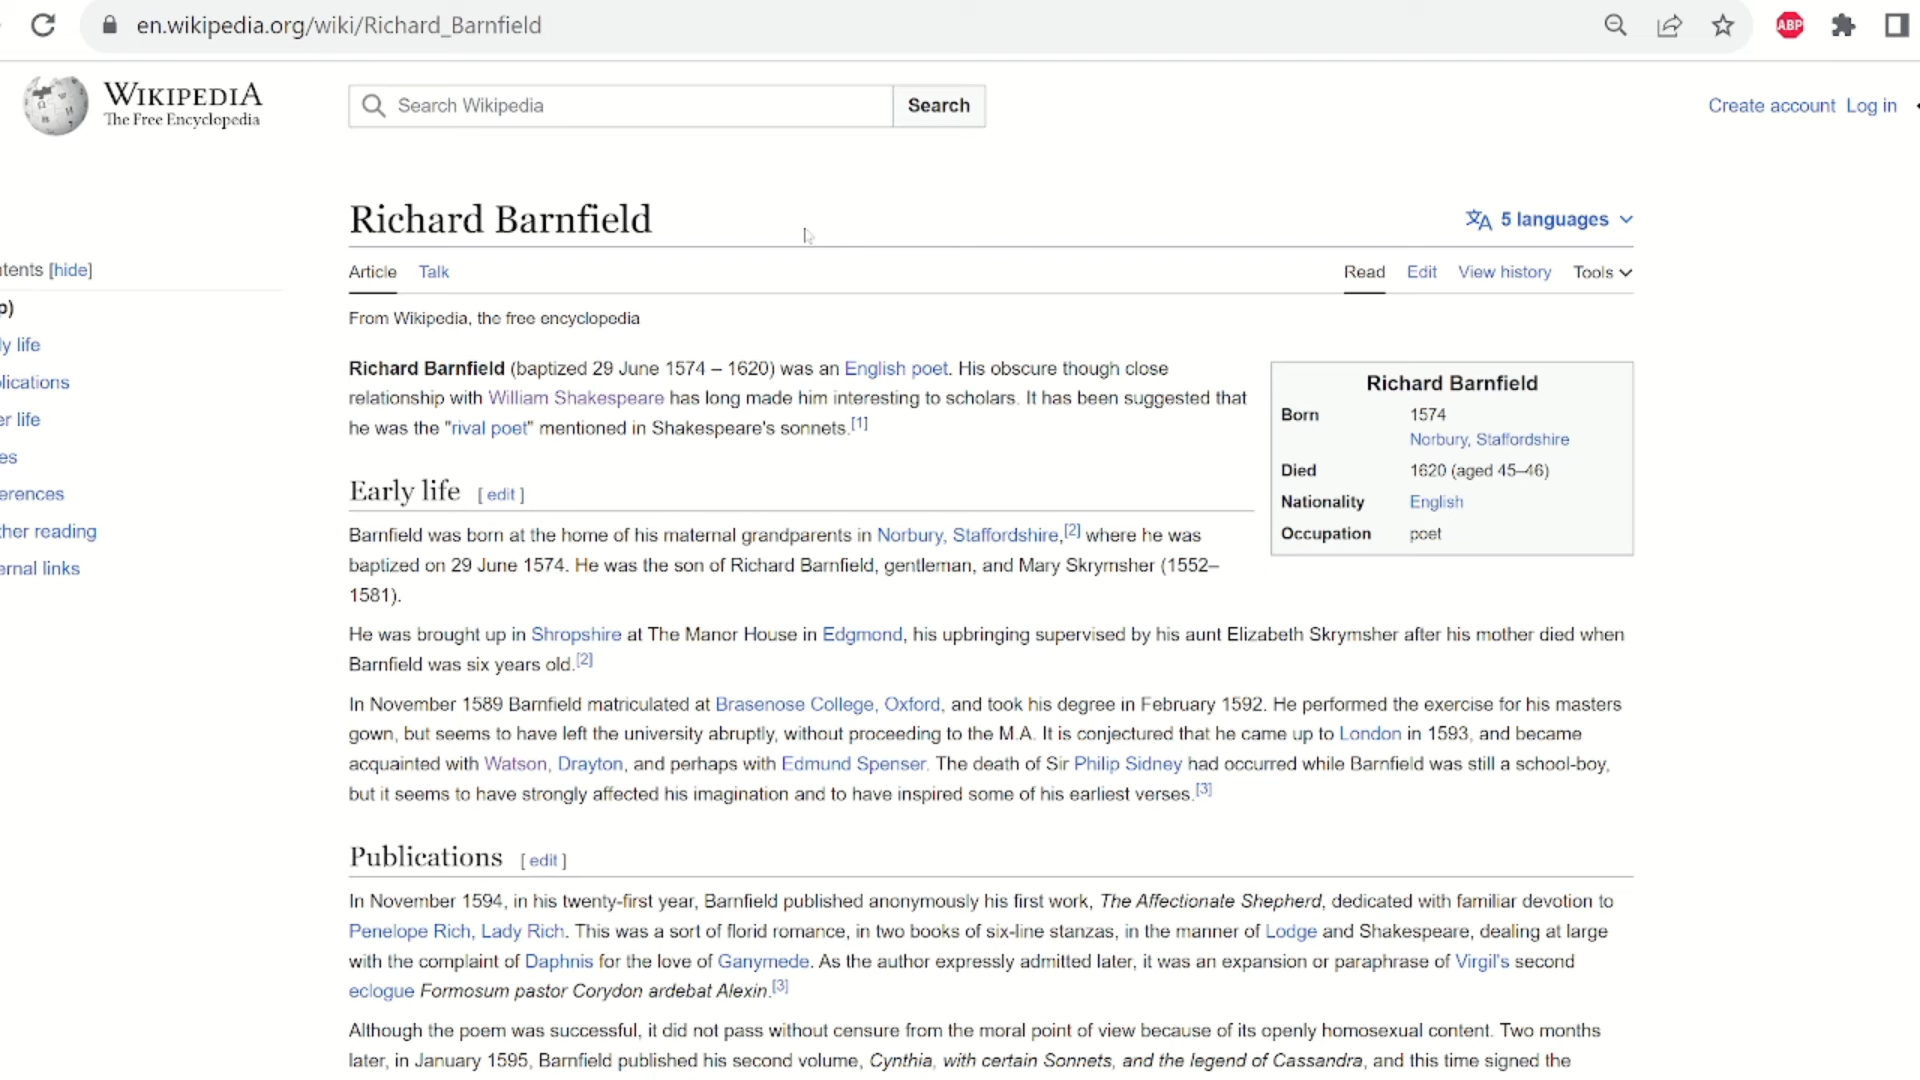 en.wikipedia.org/wiki/Richard_Barnfield
ABP
WIKIPEDIA
The Free Encyclopedia
Search Wikipedia
Search
Create account Log in
Richard Barnfield
5 languages
tents [hide]
Article Talk
Read Edit View history Tools
p)
From Wikipedia, the free encyclopedia
ly life
lications
er life
es
erences
ther reading
ernal links
Richard Barnfield (baptized 29 June 1574 – 1620) was an English poet. His obscure though close
relationship with William Shakespeare has long made him interesting to scholars. It has been suggested that
he was the "rival poet" mentioned in Shakespeare's sonnets.[1]
Richard Barnfield
Born 1574
Norbury, Staffordshire
Died 1620 (aged 45–46)
Nationality English
Occupation poet
Early life [ edit ]
Barnfield was born at the home of his maternal grandparents in Norbury, Staffordshire,[2] where he was
baptized on 29 June 1574. He was the son of Richard Barnfield, gentleman, and Mary Skrymsher (1552–
1581).
He was brought up in Shropshire at The Manor House in Edgmond, his upbringing supervised by his aunt Elizabeth Skrymsher after his mother died when
Barnfield was six years old.[2]
In November 1589 Barnfield matriculated at Brasenose College, Oxford, and took his degree in February 1592. He performed the exercise for his masters
gown, but seems to have left the university abruptly, without proceeding to the M.A. It is conjectured that he came up to London in 1593, and became
acquainted with Watson, Drayton, and perhaps with Edmund Spenser. The death of Sir Philip Sidney had occurred while Barnfield was still a school-boy,
but it seems to have strongly affected his imagination and to have inspired some of his earliest verses.[3]
Publications [ edit ]
In November 1594, in his twenty-first year, Barnfield published anonymously his first work, The Affectionate Shepherd, dedicated with familiar devotion to
Penelope Rich, Lady Rich. This was a sort of florid romance, in two books of six-line stanzas, in the manner of Lodge and Shakespeare, dealing at large
with the complaint of Daphnis for the love of Ganymede. As the author expressly admitted later, it was an expansion or paraphrase of Virgil's second
eclogue Formosum pastor Corydon ardebat Alexin.[3]
Although the poem was successful, it did not pass without censure from the moral point of view because of its openly homosexual content. Two months
later, in January 1595, Barnfield published his second volume, Cynthia, with certain Sonnets, and the legend of Cassandra, and this time signed the